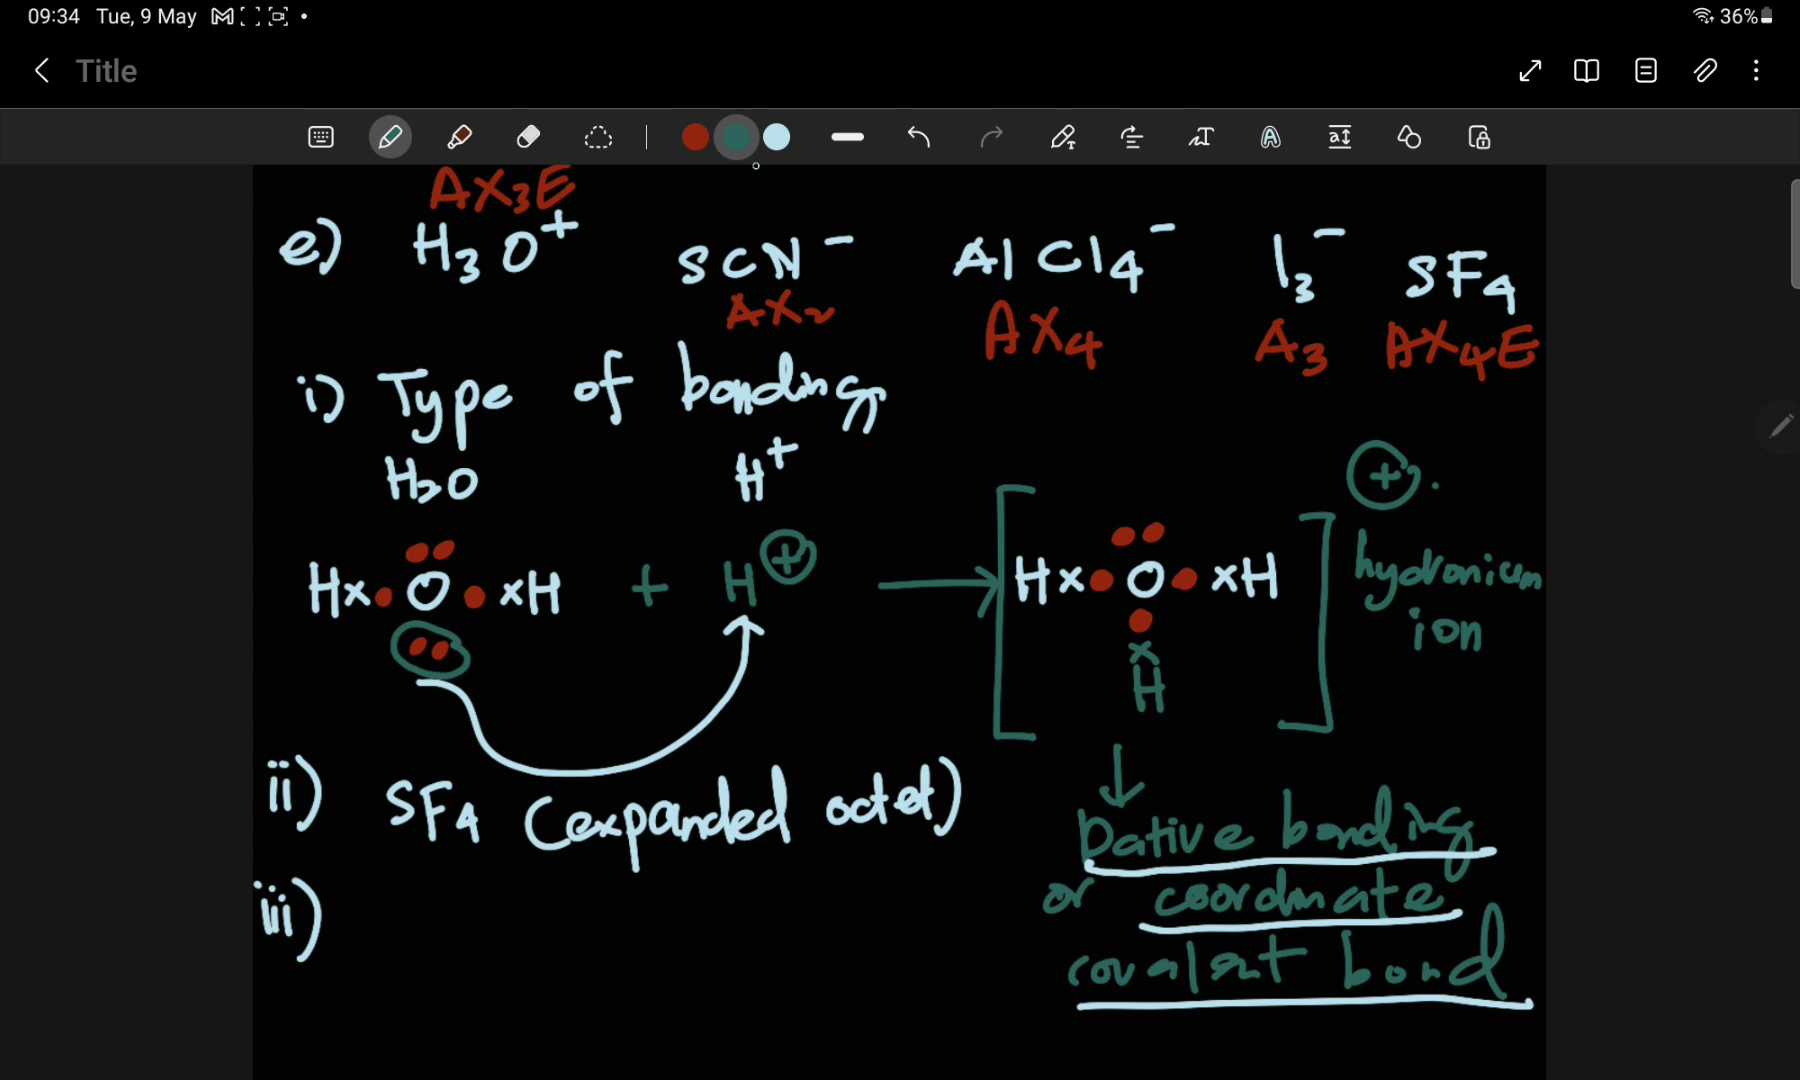 09:34 Tue, 9 May 36%
Title
AX₃E
e) H₃O⁺ SCN⁻ AlCl₄⁻ I₃⁻ SF₄
AX₂ AX₄ A₃ AX₄E
i) Type of bonding
H₂O H⁺
Hx•O•xH + H⊕ → [Hx•O•xH]⊕.
•
x
H
hydronium
ion
ii) SF₄ (expanded octet)
↓
Dative bonding
or coordinate
covalent bond
iii)